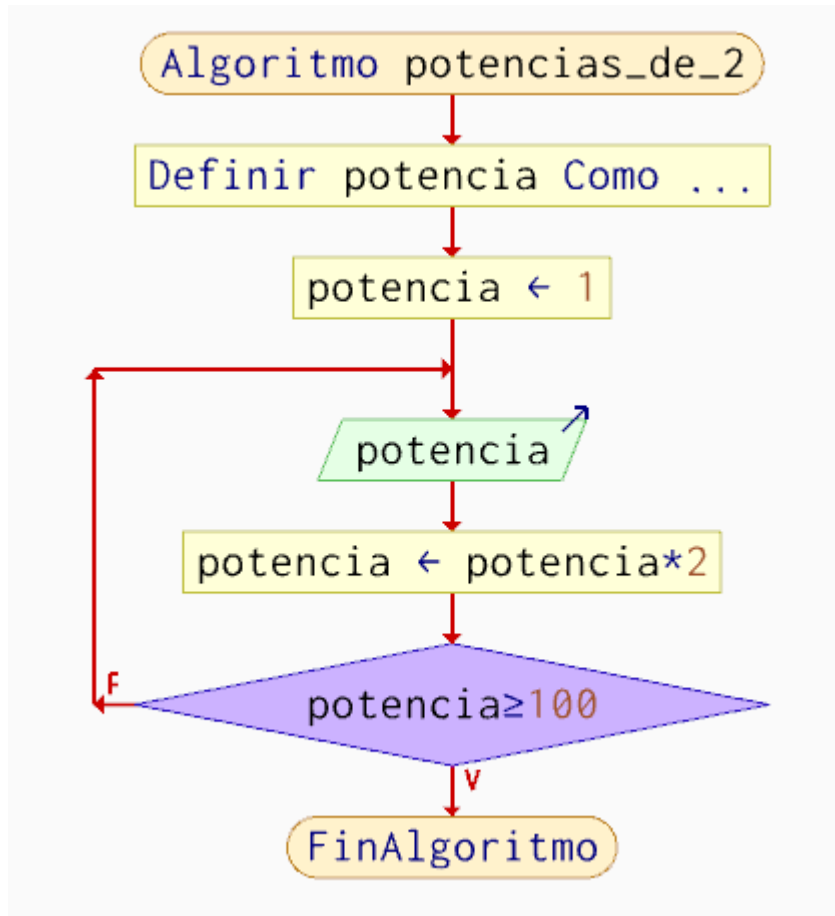 Algoritmo potencias_de_2
Definir potencia Como ...
potencia ← 1
potencia
potencia ← potencia*2
F
potencia≥100
V
FinAlgoritmo